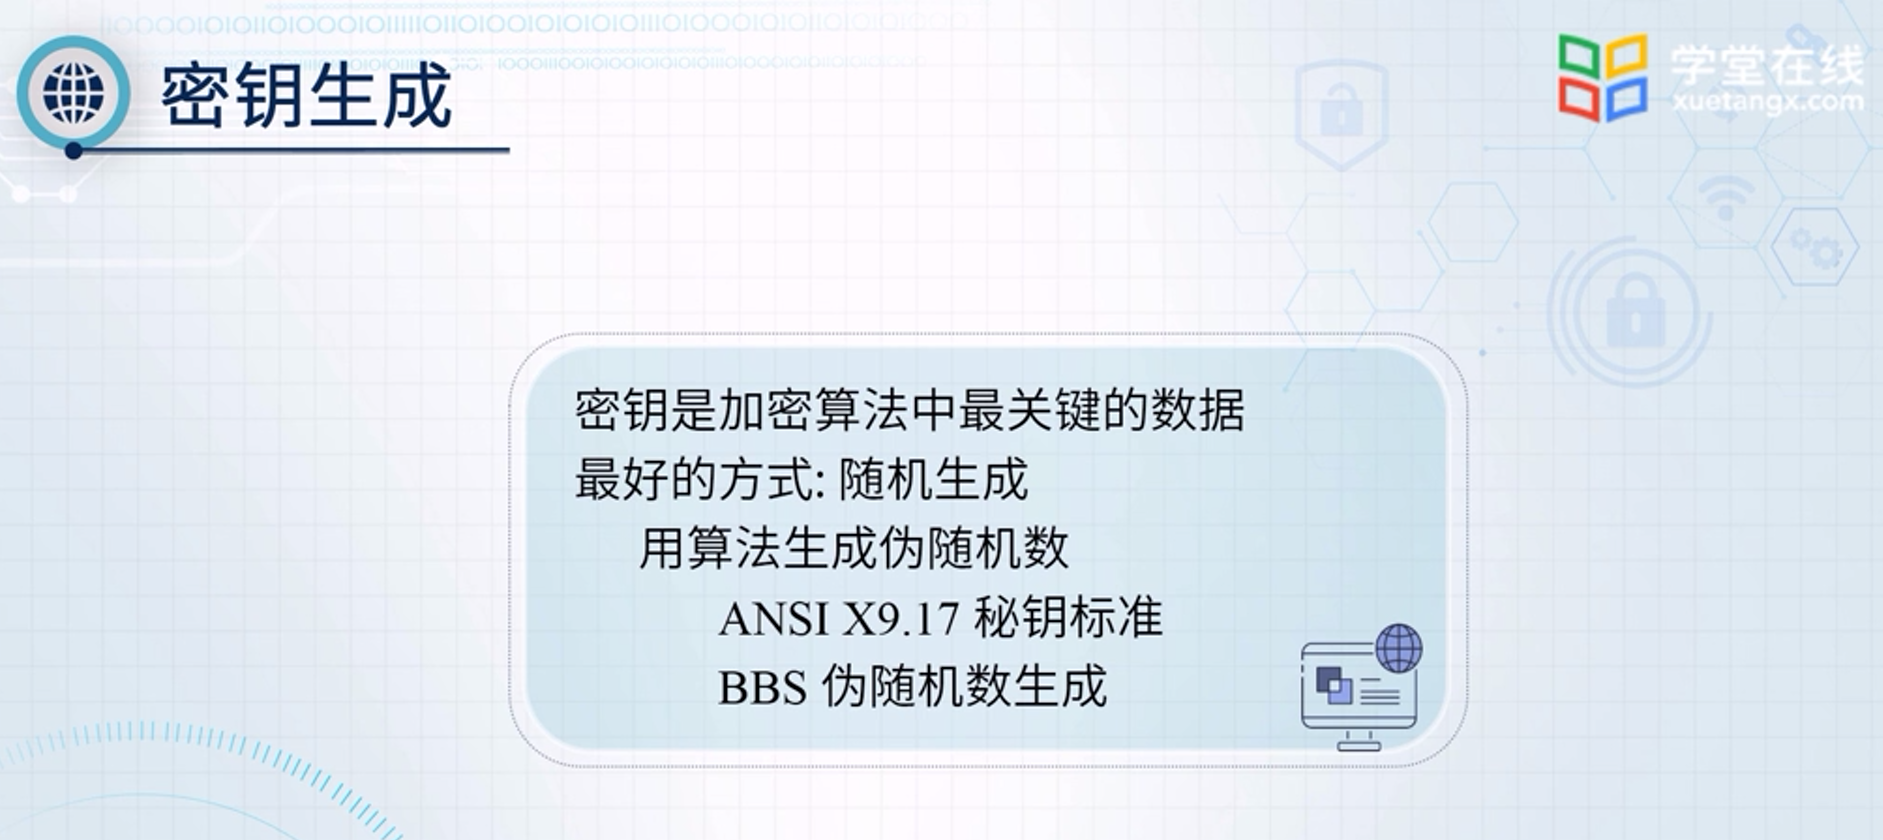 密钥生成
学堂在线
xuetangx.com
密钥是加密算法中最关键的数据
最好的方式: 随机生成
用算法生成伪随机数
ANSI X9.17 秘钥标准
BBS 伪随机数生成